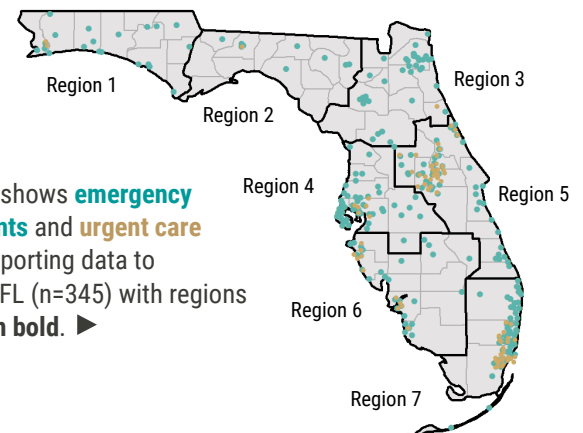 Region 1
Region 2
Region 3
Region 4
Region 5
shows emergency
nts and urgent care
porting data to
FL (n=345) with regions
n bold. ►
Region 6
Region 7